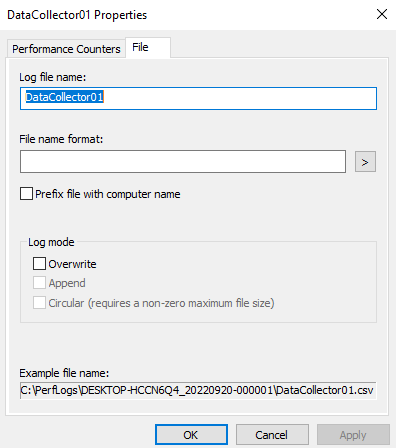 DataCollector01 Properties
Performance Counters
File
Log file name:
DataCollector01
File name format:
>
Prefix file with computer name
Log mode
Overwrite
Append
Circular (requires a non-zero maximum file size)
Example file name:
C:\PerfLogs\DESKTOP-HCCN6Q4_20220920-000001\DataCollector01.csv
OK
Cancel
Apply